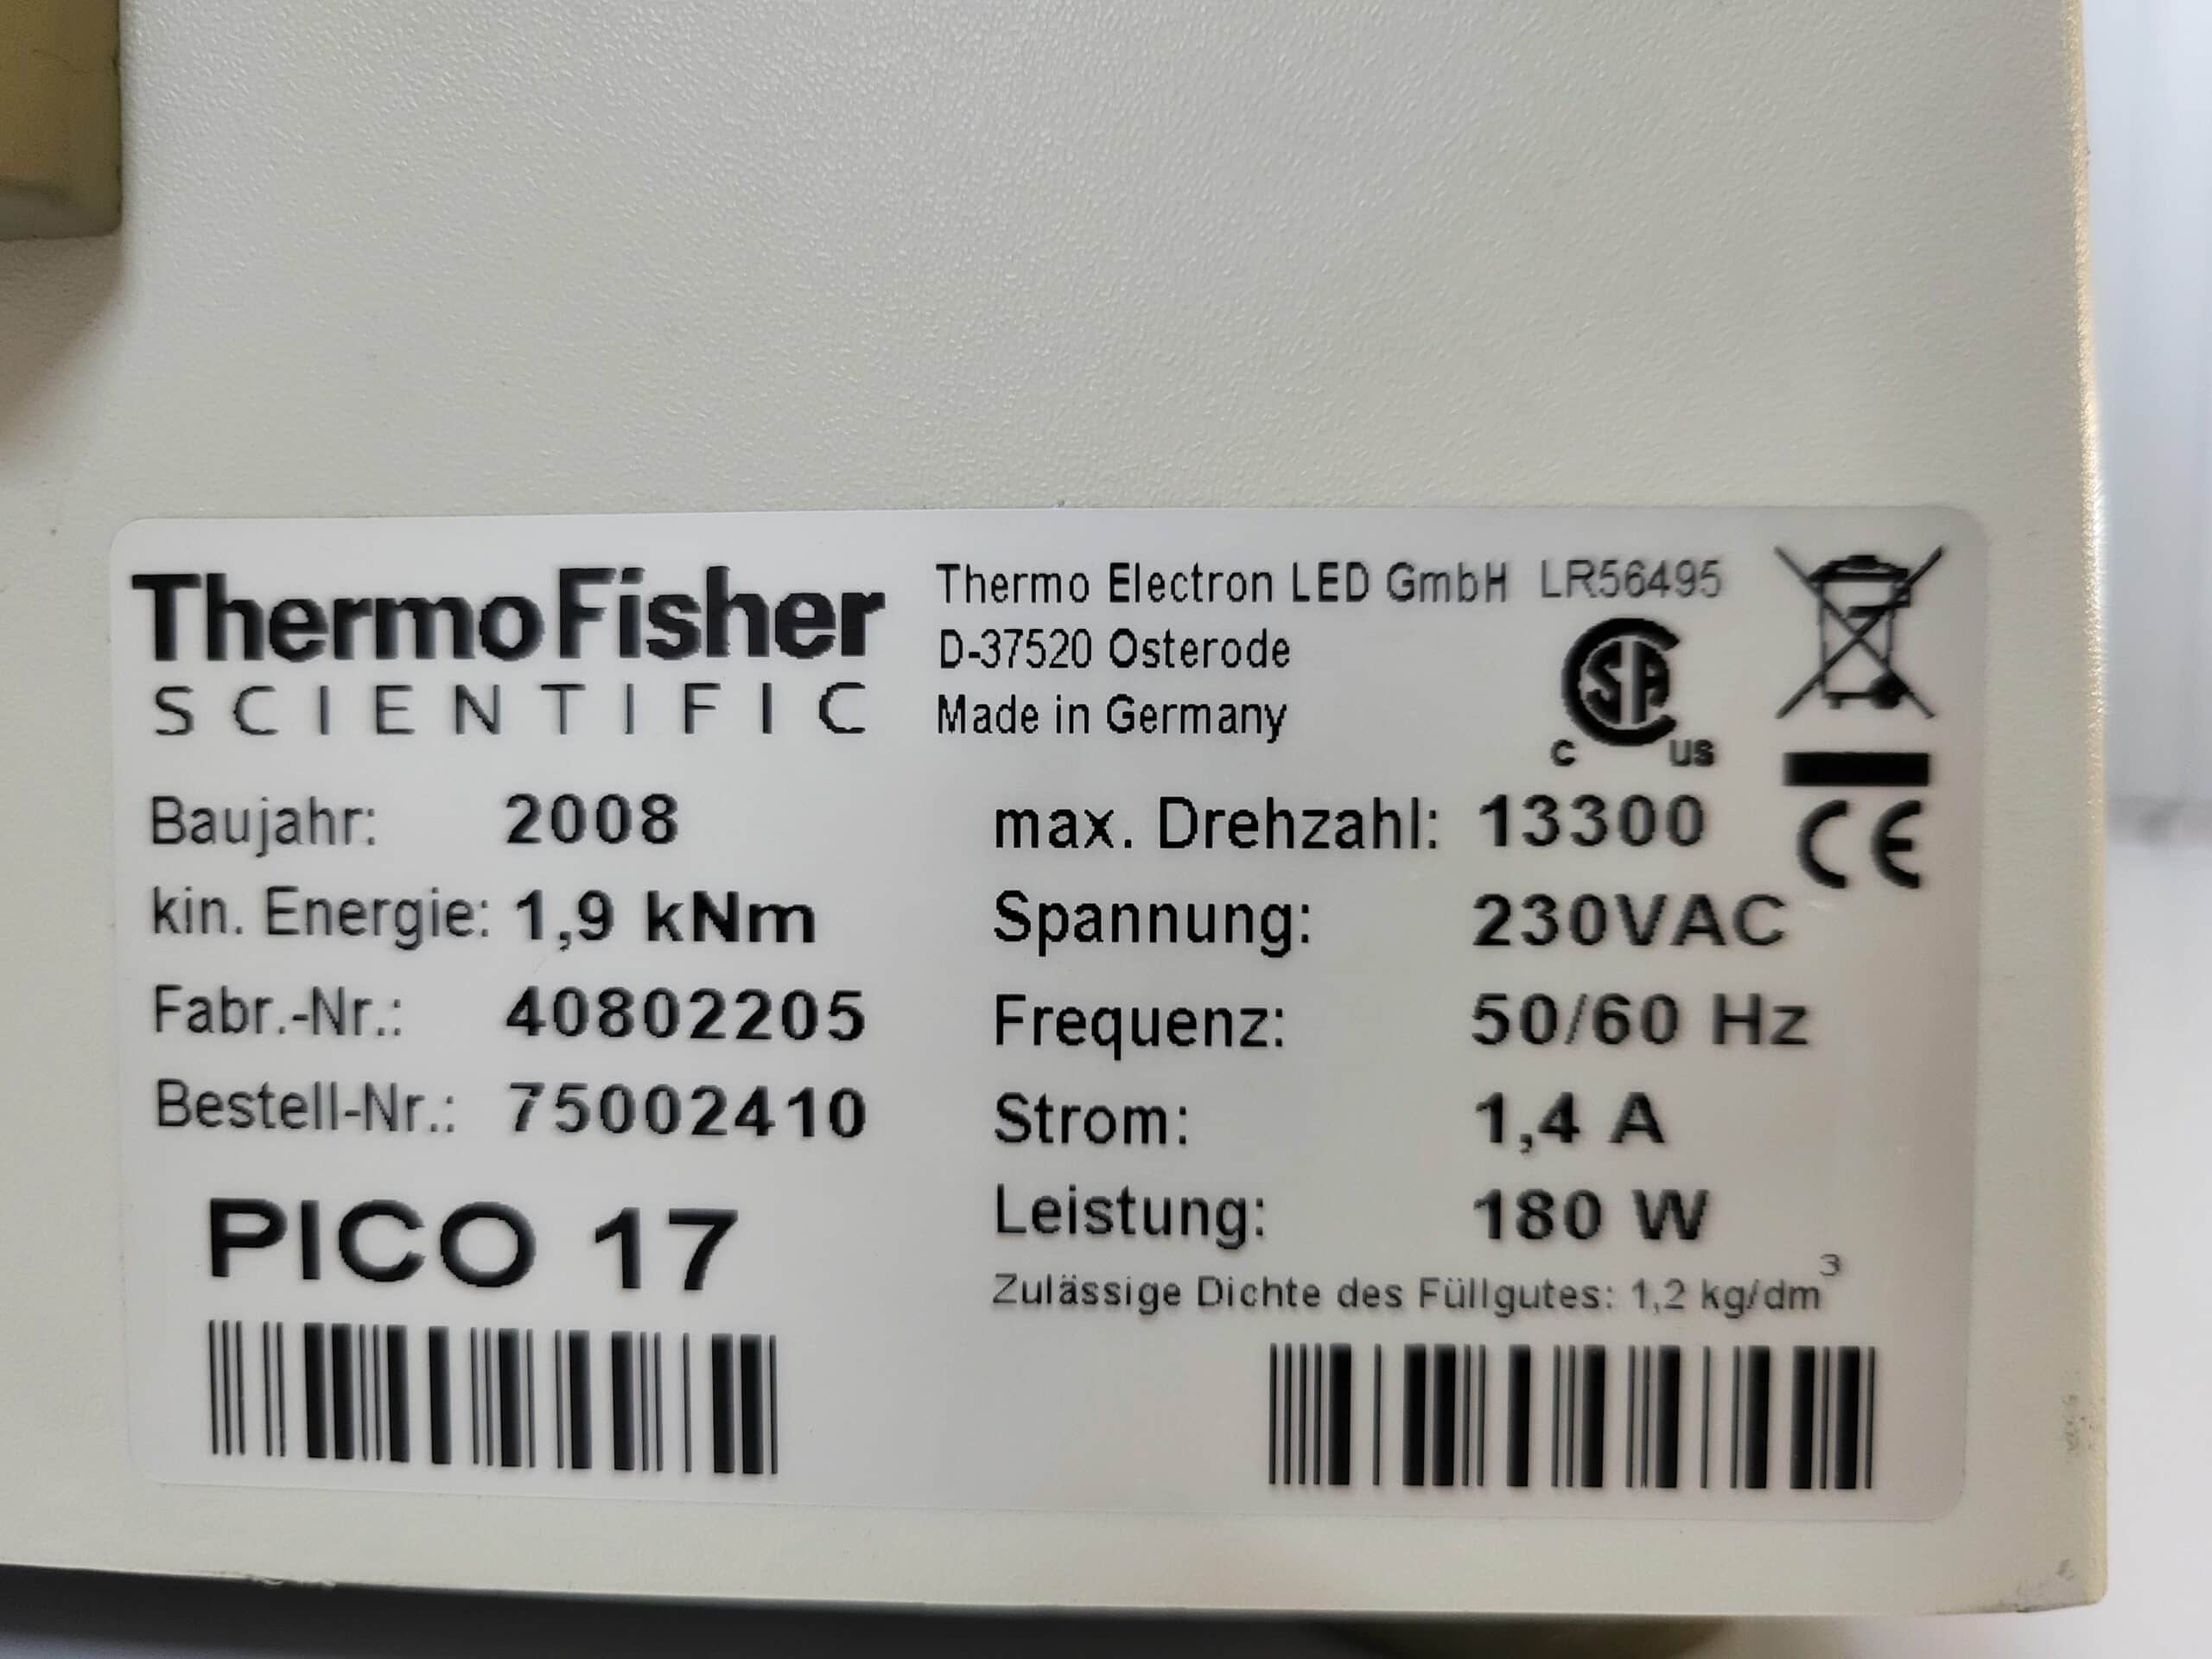 ThermoFisher
SCIENTIFIC
Thermo Electron LED GmbH LR56495
D-37520 Osterode
Made in Germany
C SA US
CE
Baujahr: 2008
kin. Energie: 1,9 kNm
Fabr.-Nr.: 40802205
Bestell-Nr.: 75002410
PICO 17
max. Drehzahl: 13300
Spannung: 230VAC
Frequenz: 50/60 Hz
Strom: 1,4 A
Leistung: 180 W
Zulässige Dichte des Füllgutes: 1,2 kg/dm³